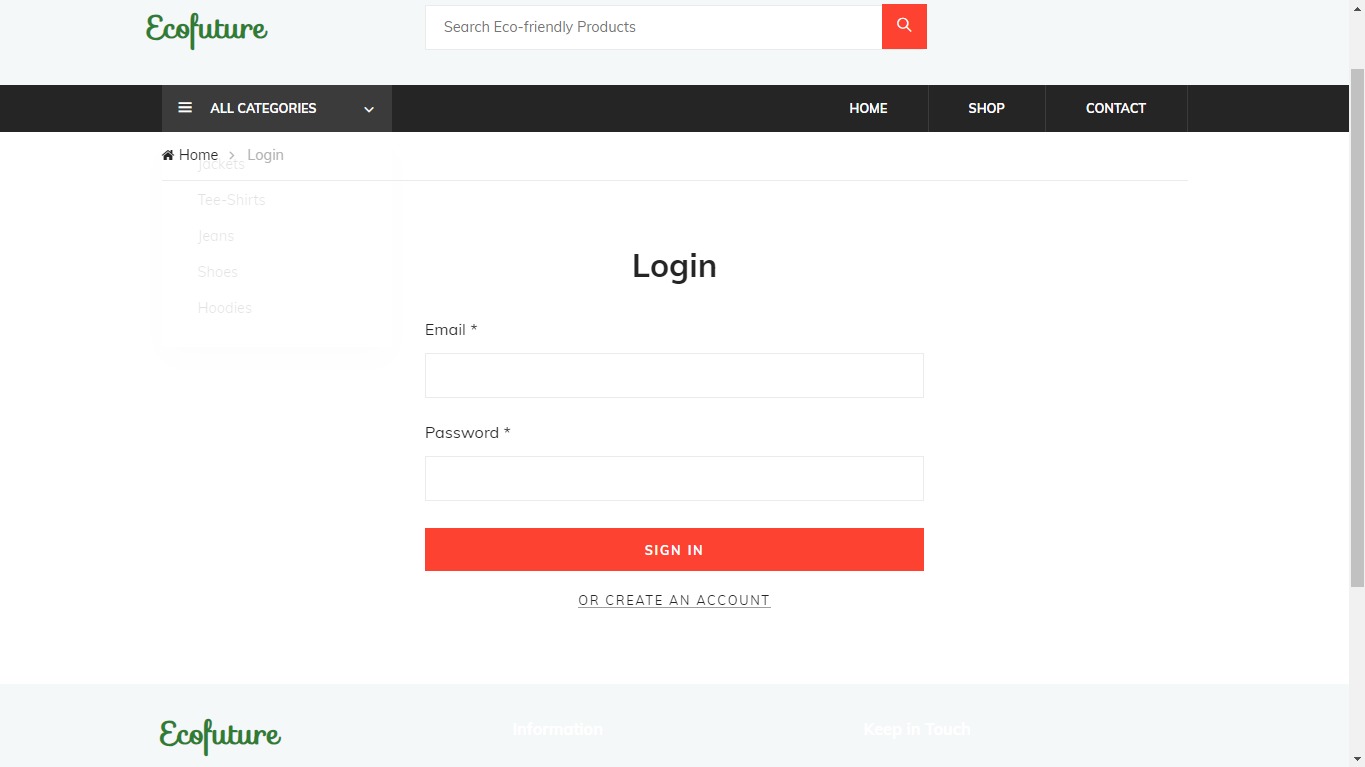 Ecofuture
Search Eco-friendly Products
ALL CATEGORIES
HOME
SHOP
CONTACT
Home
Login
Jackets
Tee-Shirts
Jeans
Shoes
Hoodies
Login
Email *
Password *
SIGN IN
OR CREATE AN ACCOUNT
Ecofuture
Information
Keep in Touch